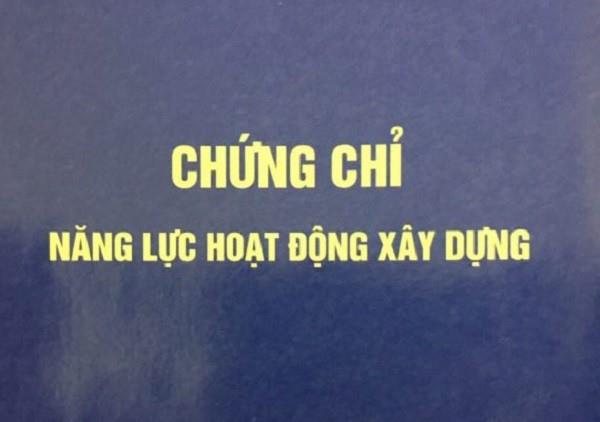 CHỨNG CHỈ
NĂNG LỰC HOẠT ĐỘNG XÂY DỰNG